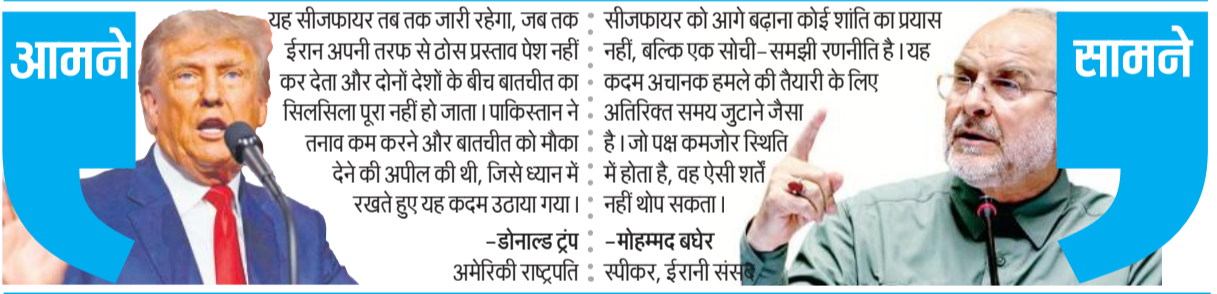 आमने
यह सीजफायर तब तक जारी रहेगा, जब तक
ईरान अपनी तरफ से ठोस प्रस्ताव पेश नहीं
कर देता और दोनों देशों के बीच बातचीत का
सिलसिला पूरा नहीं हो जाता। पाकिस्तान ने
तनाव कम करने और बातचीत को मौका
देने की अपील की थी, जिसे ध्यान में
रखते हुए यह कदम उठाया गया।
-डोनाल्ड ट्रंप
अमेरिकी राष्ट्रपति
सीजफायर को आगे बढ़ाना कोई शांति का प्रयास
नहीं, बल्कि एक सोची-समझी रणनीति है। यह
कदम अचानक हमले की तैयारी के लिए
अतिरिक्त समय जुटाने जैसा
है। जो पक्ष कमजोर स्थिति
में होता है, वह ऐसी शर्तें
नहीं थोप सकता।
-मोहम्मद बघेर
स्पीकर, ईरानी संसद
सामने